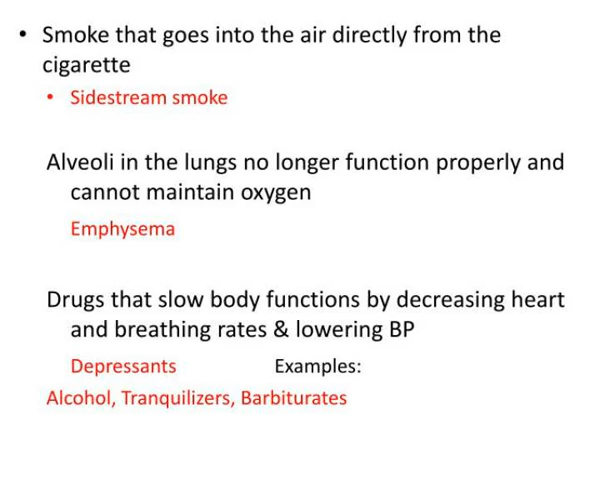 • Smoke that goes into the air directly from the
cigarette
• Sidestream smoke
Alveoli in the lungs no longer function properly and
cannot maintain oxygen
Emphysema
Drugs that slow body functions by decreasing heart
and breathing rates & lowering BP
Depressants Examples:
Alcohol, Tranquilizers, Barbiturates